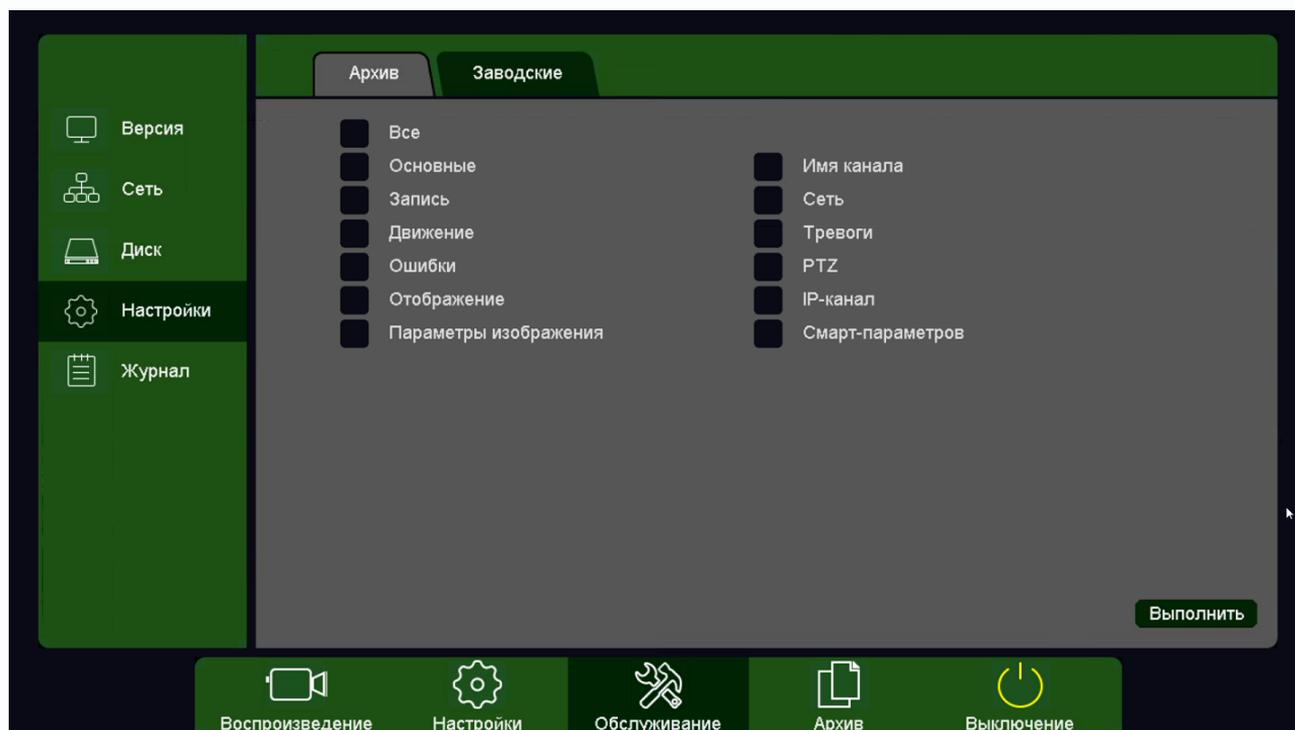 Архив Заводские
Версия
Сеть
Диск
Настройки
Журнал
Все
Основные Имя канала
Запись Сеть
Движение Тревоги
Ошибки PTZ
Отображение IP-канал
Параметры изображения Смарт-параметров
Выполнить
Воспроизведение Настройки Обслуживание Архив Выключение